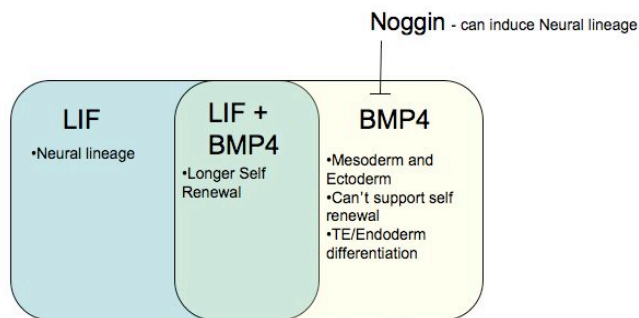 Noggin - can induce Neural lineage
LIF
•Neural lineage
LIF +
BMP4
•Longer Self
Renewal
BMP4
•Mesoderm and
Ectoderm
•Can't support self
renewal
•TE/Endoderm
differentiation